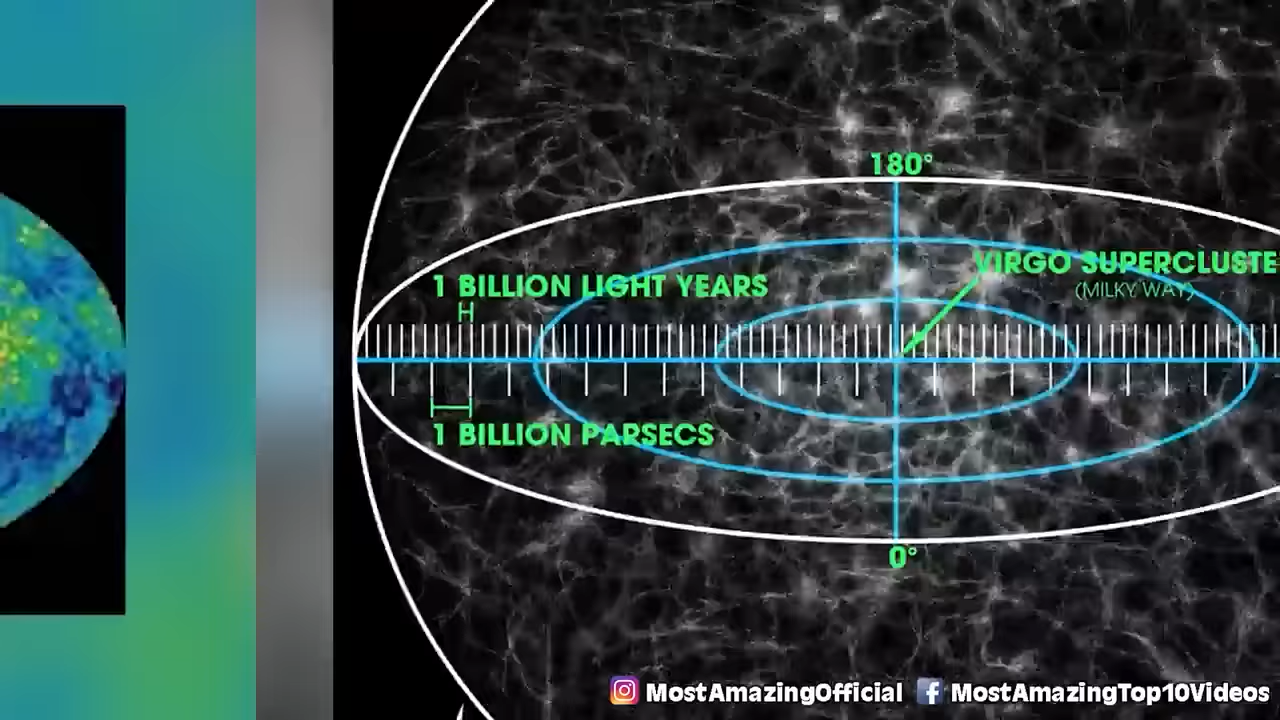 180°
VIRGO SUPERCLUSTE
(MILKY WAY)
1 BILLION LIGHT YEARS
1 BILLION PARSECS
0°
MostAmazingOfficial
MostAmazingTop10Videos